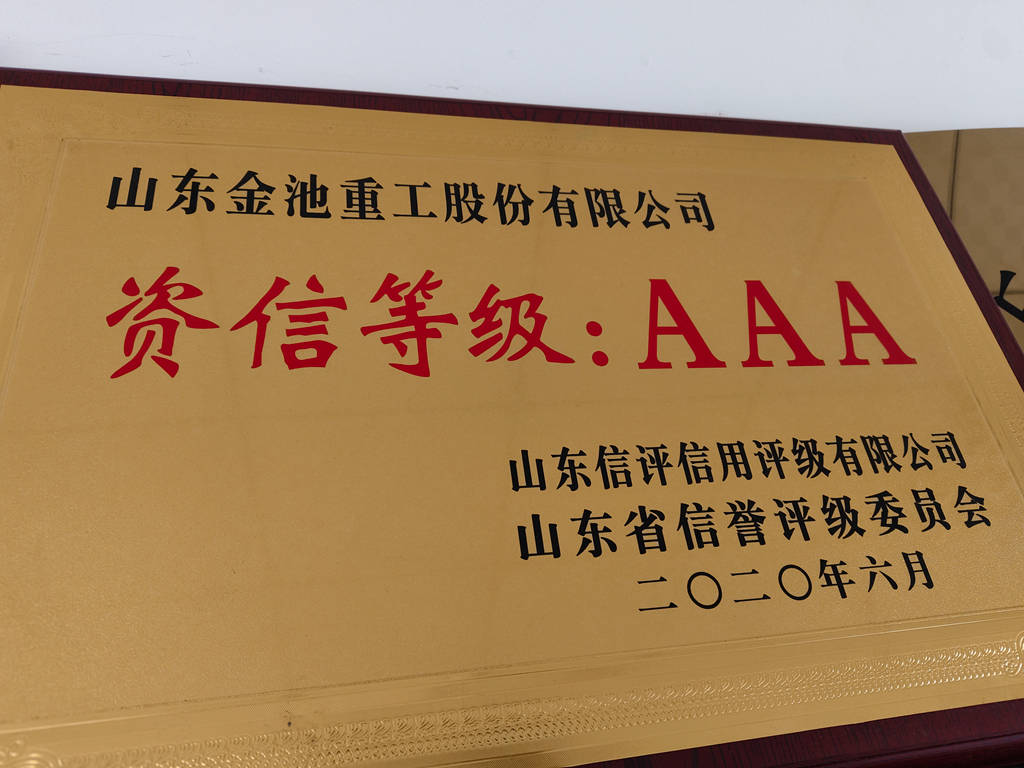 山东金池重工股份有限公司
资信等级:AAA
山东信评信用评级有限公司
山东省信誉评级委员会
二〇二〇年六月